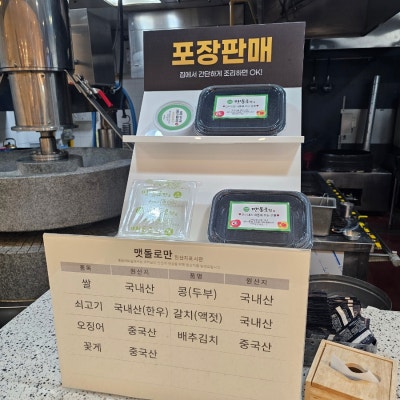 포장판매
집에서 간단하게 조리하면 OK!
맷돌로만
품목 원산지 품명 원산지
쌀 국내산 콩(두부) 국내산
쇠고기 국내산(한우) 갈치(액젓) 국내산
오징어 중국산 배추김치 중국산
꽃게 중국산